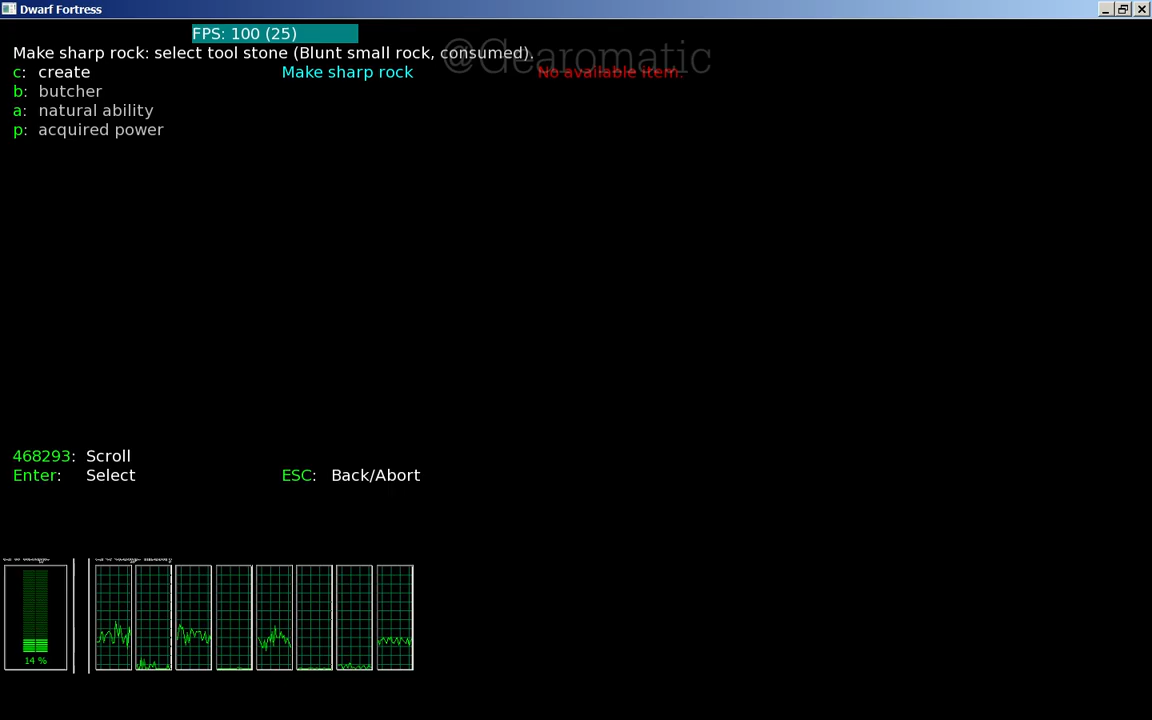 Dwarf Fortress
FPS: 100 (25)
@Gearomatic
Make sharp rock: select tool stone (Blunt small rock, consumed).
c: create Make sharp rock No available item.
b: butcher
a: natural ability
p: acquired power
468293: Scroll
Enter: Select ESC: Back/Abort
14 %